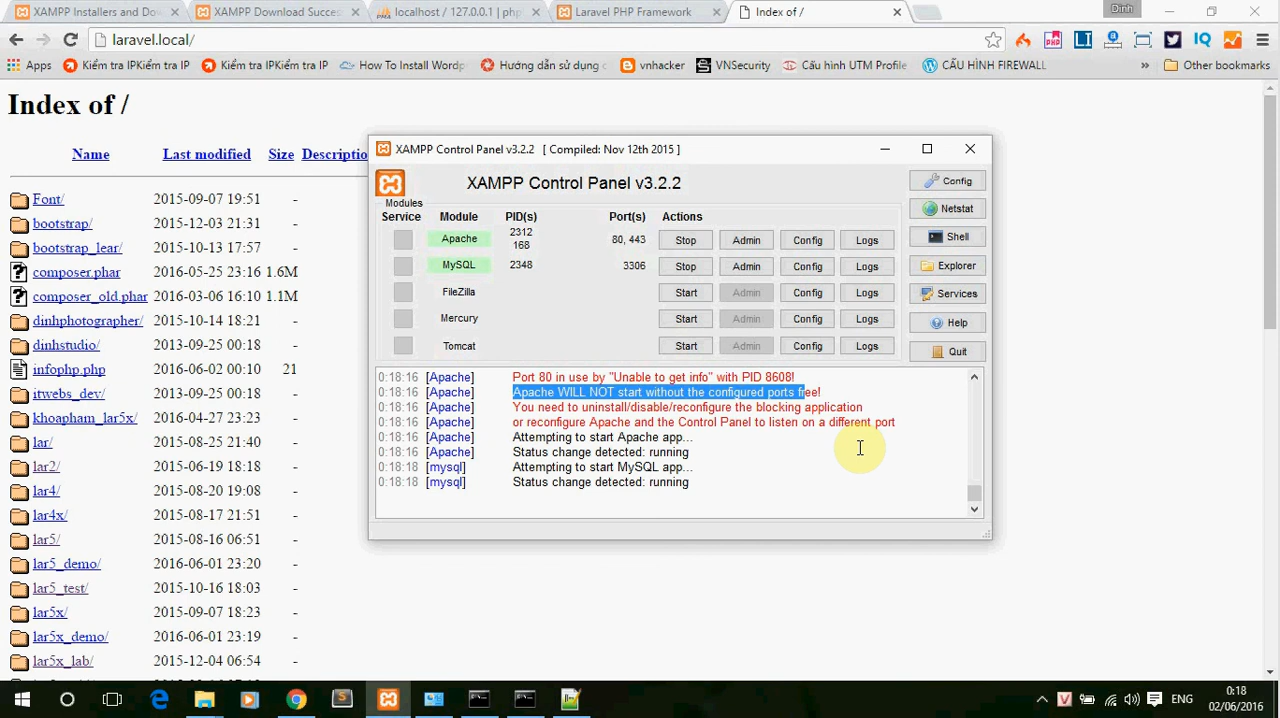 XAMPP Installers and Do
XAMPP Download Succes
localhost / 127.0.0.1 | php
Laravel PHP Framework
Index of /
Dinh
laravel.local/
Apps
Kiểm tra IPKiểm tra IP
Kiểm tra IPKiểm tra IP
How To Install Word
Hướng dẫn sử dụng c
vnhacker
VNSecurity
Cấu hình UTM Profile
CẤU HÌNH FIREWALL
»
Other bookmarks
Index of /
Name Last modified Size Descriptio
Font/ 2015-09-07 19:51 -
bootstrap/ 2015-12-03 21:31 -
bootstrap_lear/ 2015-10-13 17:57 -
composer.phar 2016-05-25 23:16 1.6M
composer_old.phar 2016-03-06 16:10 1.1M
dinhphotographer/ 2015-10-14 18:21 -
dinhstudio/ 2013-09-25 00:18 -
infophp.php 2016-06-02 00:10 21
itwebs_dev/ 2013-09-25 00:18 -
khoapham_lar5x/ 2016-04-27 23:23 -
lar/ 2015-08-25 21:40 -
lar2/ 2015-06-19 18:18 -
lar4/ 2015-08-20 19:08 -
lar4x/ 2015-08-17 21:51 -
lar5/ 2015-08-16 06:51 -
lar5_demo/ 2016-06-01 23:20 -
lar5_test/ 2015-10-16 18:03 -
lar5x/ 2015-09-07 18:23 -
lar5x_demo/ 2016-06-01 23:19 -
lar5x_lab/ 2015-12-04 06:54 -
XAMPP Control Panel v3.2.2 [ Compiled: Nov 12th 2015 ]
XAMPP Control Panel v3.2.2
Config
Modules
Service Module PID(s) Port(s) Actions
Netstat
Apache 2312 168 80, 443 Stop Admin Config Logs
Shell
MySQL 2348 3306 Stop Admin Config Logs
Explorer
FileZilla Start Admin Config Logs
Services
Mercury Start Admin Config Logs
Help
Tomcat Start Admin Config Logs
Quit
0:18:16 [Apache] Port 80 in use by "Unable to get info" with PID 8608!
0:18:16 [Apache] Apache WILL NOT start without the configured ports free!
0:18:16 [Apache] You need to uninstall/disable/reconfigure the blocking application
0:18:16 [Apache] or reconfigure Apache and the Control Panel to listen on a different port
0:18:16 [Apache] Attempting to start Apache app...
0:18:16 [Apache] Status change detected: running
0:18:18 [mysql] Attempting to start MySQL app...
0:18:18 [mysql] Status change detected: running
ENG
0:18
02/06/2016